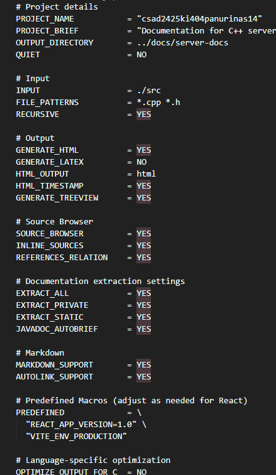 # Project details
PROJECT_NAME = "csad2425ki404panurinas14"
PROJECT_BRIEF = "Documentation for C++ server
OUTPUT_DIRECTORY = ../docs/server-docs
QUIET = NO
# Input
INPUT = ./src
FILE_PATTERNS = *.cpp *.h
RECURSIVE = YES
# Output
GENERATE_HTML = YES
GENERATE_LATEX = NO
HTML_OUTPUT = html
HTML_TIMESTAMP = YES
GENERATE_TREEVIEW = YES
# Source Browser
SOURCE_BROWSER = YES
INLINE_SOURCES = YES
REFERENCES_RELATION = YES
# Documentation extraction settings
EXTRACT_ALL = YES
EXTRACT_PRIVATE = YES
EXTRACT_STATIC = YES
JAVADOC_AUTOBRIEF = YES
# Markdown
MARKDOWN_SUPPORT = YES
AUTOLINK_SUPPORT = YES
# Predefined Macros (adjust as needed for React)
PREDEFINED = \
"REACT_APP_VERSION=1.0" \
"VITE_ENV_PRODUCTION"
# Language-specific optimization
OPTIMIZE_OUTPUT_FOR_C = NO